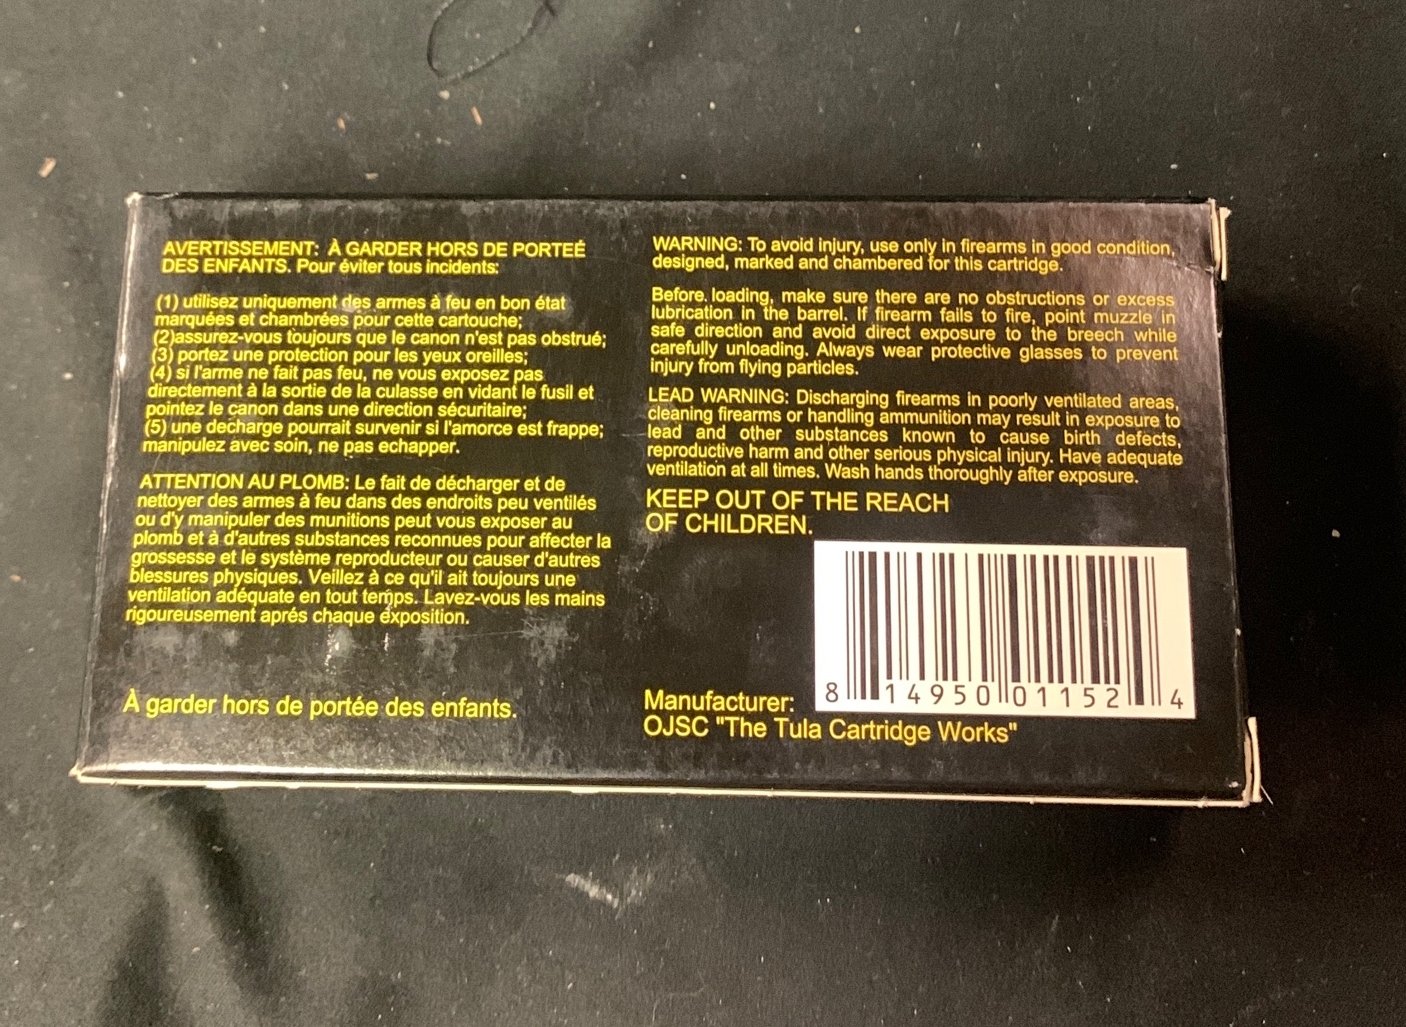 AVERTISSEMENT: À GARDER HORS DE PORTEÉ
DES ENFANTS. Pour éviter tous incidents:
(1) utilisez uniquement des armes à feu en bon état
marquées et chambrées pour cette cartouche;
(2)assurez-vous toujours que le canon n'est pas obstrué;
(3) portez une protection pour les yeux oreilles;
(4) si l'arme ne fait pas feu, ne vous exposez pas
directement à la sortie de la culasse en vidant le fusil et
pointez le canon dans une direction sécuritaire;
(5) une decharge pourrait survenir si l'amorce est frappe;
manipulez avec soin, ne pas echapper.
ATTENTION AU PLOMB: Le fait de décharger et de
nettoyer des armes à feu dans des endroits peu ventilés
ou d'y manipuler des munitions peut vous exposer au
plomb et à d'autres substances reconnues pour affecter la
grossesse et le système reproducteur ou causer d'autres
blessures physiques. Veillez à ce qu'il ait toujours une
ventilation adéquate en tout temps. Lavez-vous les mains
rigoureusement aprés chaque exposition.
À garder hors de portée des enfants.
WARNING: To avoid injury, use only in firearms in good condition,
designed, marked and chambered for this cartridge.
Before. loading, make sure there are no obstructions or excess
lubrication in the barrel. If firearm fails to fire, point muzzle in
safe direction and avoid direct exposure to the breech while
carefully unloading. Always wear protective glasses to prevent
injury from flying particles.
LEAD WARNING: Discharging firearms in poorly ventilated areas,
cleaning firearms or handling ammunition may result in exposure to
lead and other substances known to cause birth defects,
reproductive harm and other serious physical injury. Have adequate
ventilation at all times. Wash hands thoroughly after exposure.
KEEP OUT OF THE REACH
OF CHILDREN.
8 14950 01152 4
Manufacturer:
OJSC "The Tula Cartridge Works"